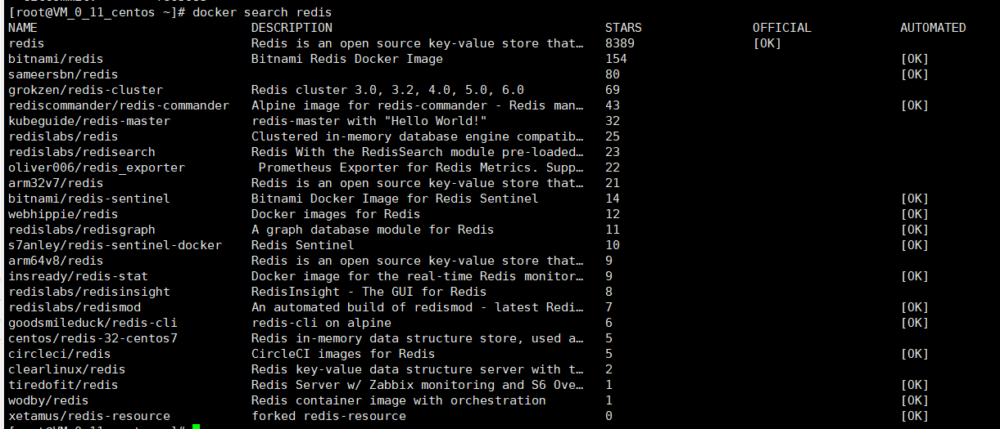 [root@VM_0_11_centos ~]# docker search redis
NAME DESCRIPTION STARS OFFICIAL AUTOMATED
redis Redis is an open source key-value store that… 8389 [OK]
bitnami/redis Bitnami Redis Docker Image 154 [OK]
sameersbn/redis 80 [OK]
grokzen/redis-cluster Redis cluster 3.0, 3.2, 4.0, 5.0, 6.0 69
rediscommander/redis-commander Alpine image for redis-commander - Redis man… 43 [OK]
kubeguide/redis-master redis-master with "Hello World!" 32
redislabs/redis Clustered in-memory database engine compatib… 25
redislabs/redisearch Redis With the RedisSearch module pre-loaded… 23
oliver006/redis_exporter Prometheus Exporter for Redis Metrics. Supp… 22
arm32v7/redis Redis is an open source key-value store that… 21
bitnami/redis-sentinel Bitnami Docker Image for Redis Sentinel 14 [OK]
webhippie/redis Docker images for Redis 12 [OK]
redislabs/redisgraph A graph database module for Redis 11 [OK]
s7anley/redis-sentinel-docker Redis Sentinel 10 [OK]
arm64v8/redis Redis is an open source key-value store that… 9
insready/redis-stat Docker image for the real-time Redis monitor… 9 [OK]
redislabs/redisinsight RedisInsight - The GUI for Redis 8
redislabs/redismod An automated build of redismod - latest Redi… 7 [OK]
goodsmileduck/redis-cli redis-cli on alpine 6 [OK]
centos/redis-32-centos7 Redis in-memory data structure store, used a… 5
circleci/redis CircleCI images for Redis 5 [OK]
clearlinux/redis Redis key-value data structure server with t… 2
tiredofit/redis Redis Server w/ Zabbix monitoring and S6 Ove… 1 [OK]
wodby/redis Redis container image with orchestration 1 [OK]
xetamus/redis-resource forked redis-resource 0 [OK]
[root@VM_0_11_centos ~]#